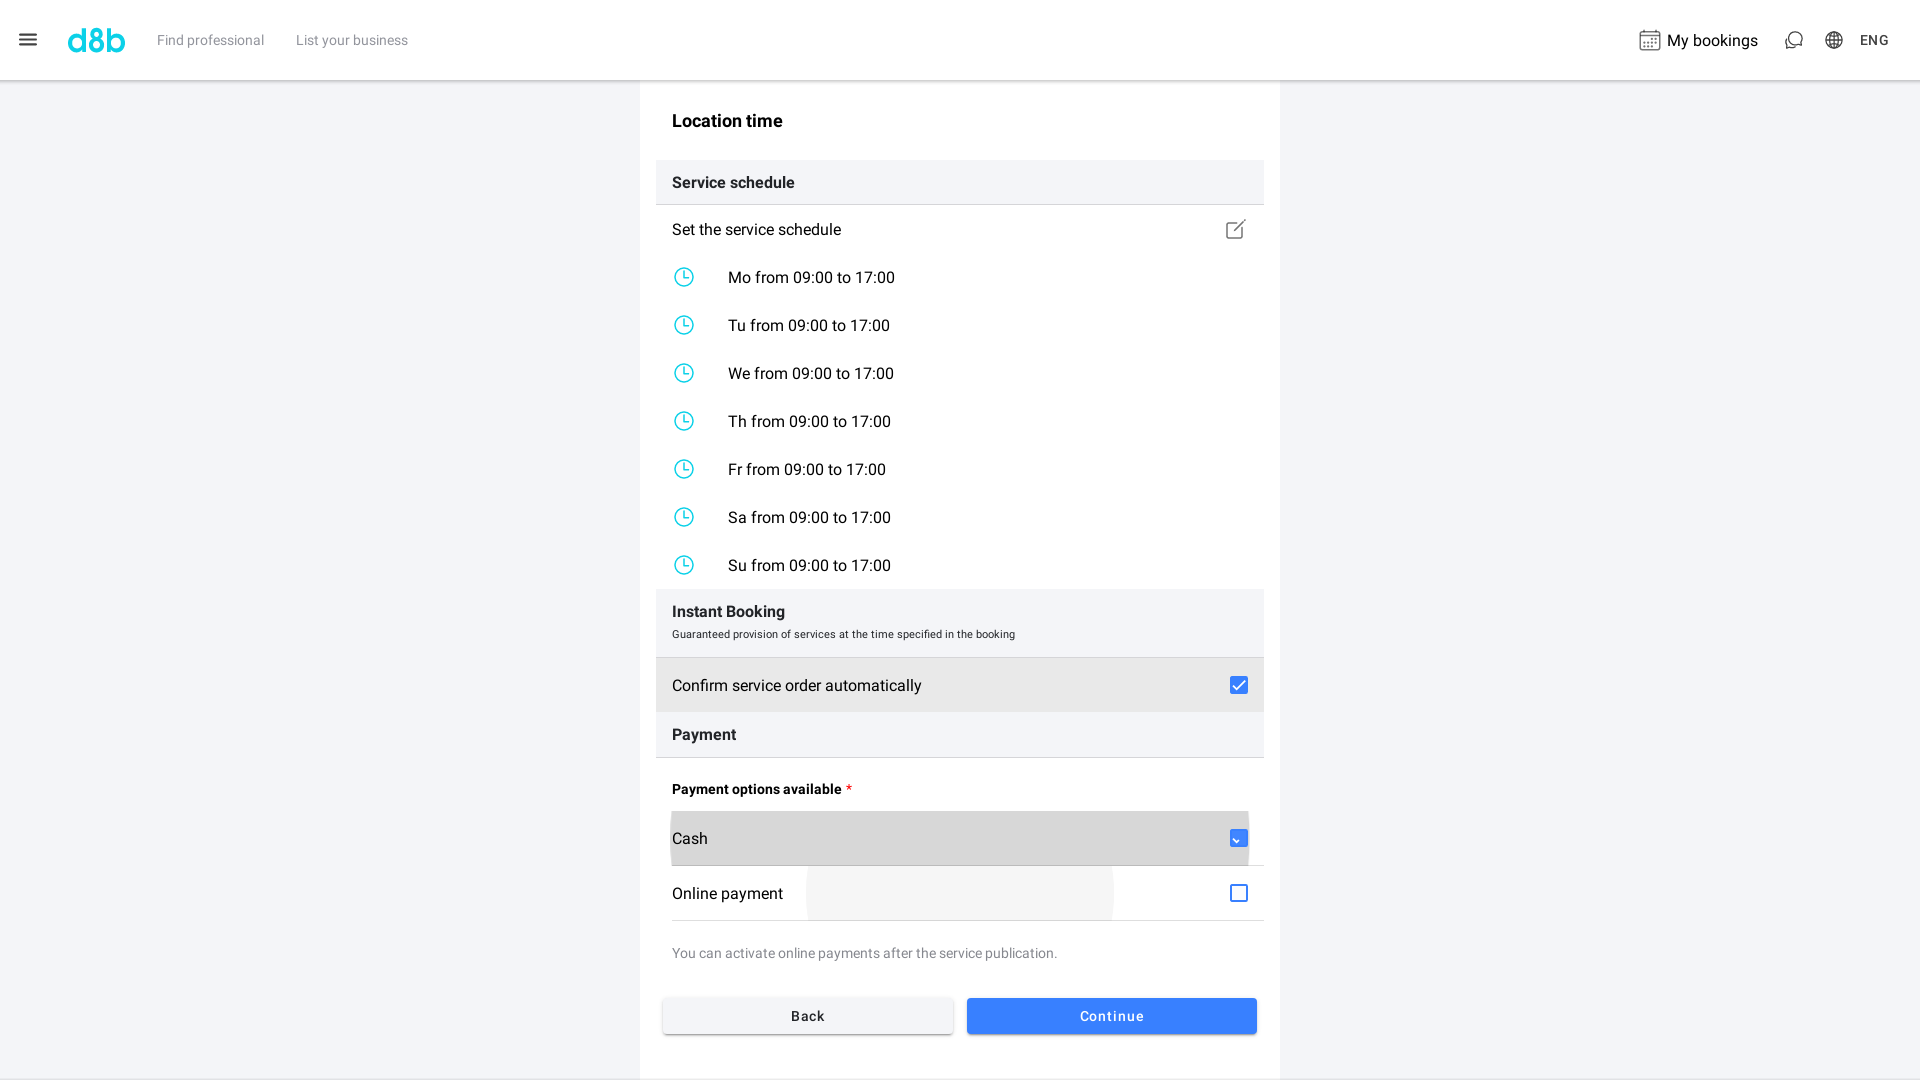 d8b
Find professional
List your business
My bookings
ENG
Location time
Service schedule
Set the service schedule
Mo from 09:00 to 17:00
Tu from 09:00 to 17:00
We from 09:00 to 17:00
Th from 09:00 to 17:00
Fr from 09:00 to 17:00
Sa from 09:00 to 17:00
Su from 09:00 to 17:00
Instant Booking
Guaranteed provision of services at the time specified in the booking
Confirm service order automatically
Payment
Payment options available *
Cash
Online payment
You can activate online payments after the service publication.
Back
Continue